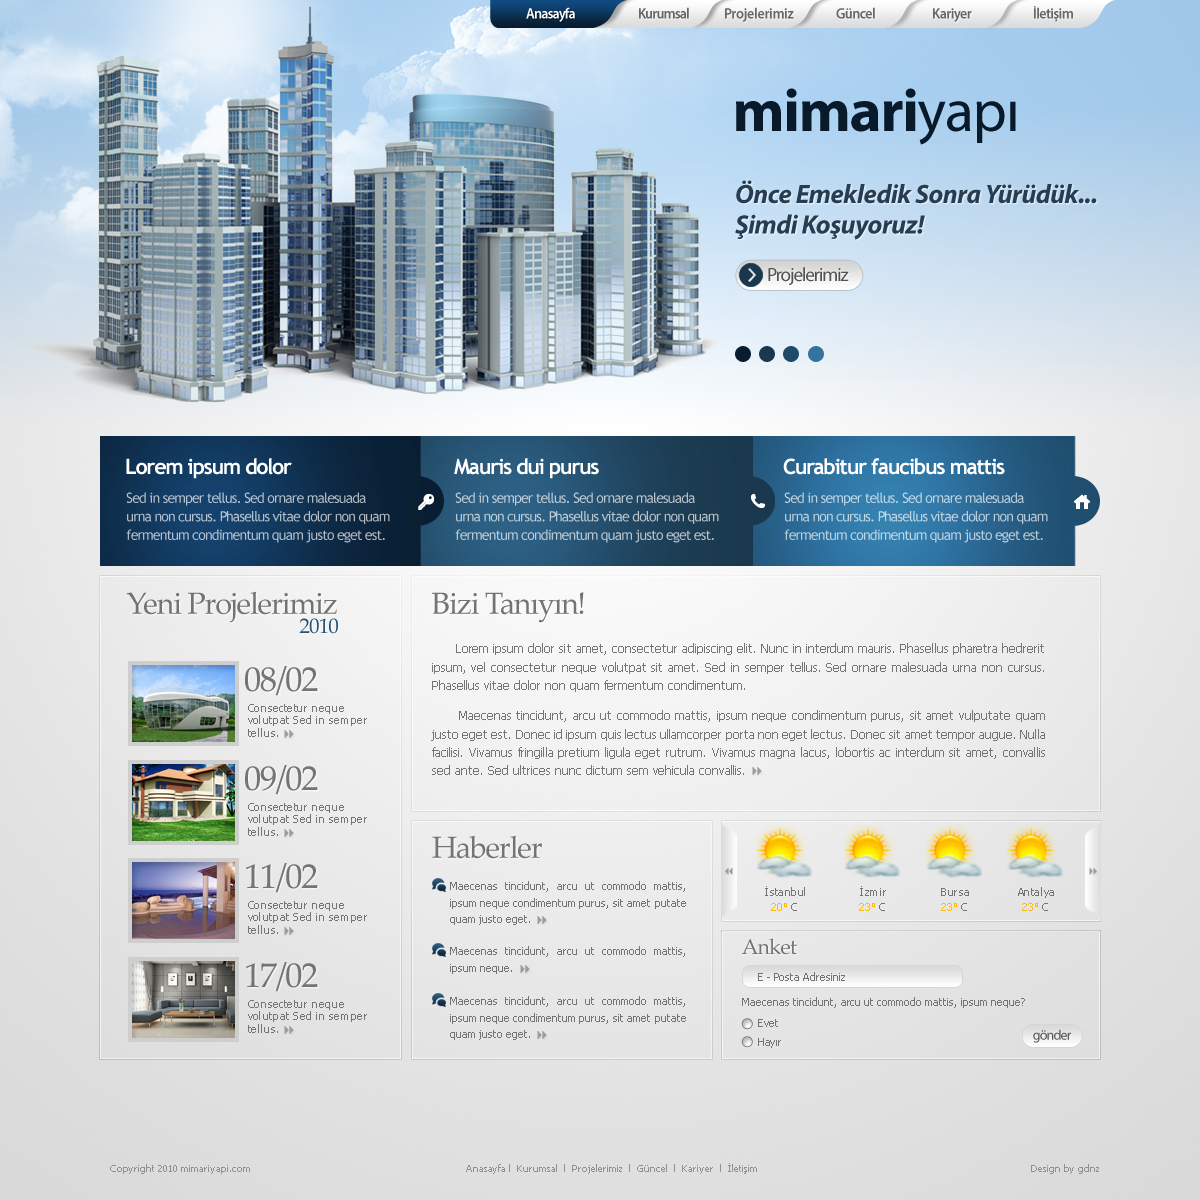 Anasayfa
Kurumsal
Projelerimiz
Güncel
Kariyer
İletişim
mimariyapı
Önce Emekledik Sonra Yürüdük...
Şimdi Koşuyoruz!
Projelerimiz
Lorem ipsum dolor
Sed in semper tellus. Sed ornare malesuada
urna non cursus. Phasellus vitae dolor non quam
fermentum condimentum quam justo eget est.
Mauris dui purus
Sed in semper tellus. Sed ornare malesuada
urna non cursus. Phasellus vitae dolor non quam
fermentum condimentum quam justo eget est.
Curabitur faucibus mattis
Sed in semper tellus. Sed ornare malesuada
urna non cursus. Phasellus vitae dolor non quam
fermentum condimentum quam justo eget est.
Yeni Projelerimiz
2010
08/02
Consectetur neque
volutpat Sed in semper
tellus.
09/02
Consectetur neque
volutpat Sed in semper
tellus.
11/02
Consectetur neque
volutpat Sed in semper
tellus.
17/02
Consectetur neque
volutpat Sed in semper
tellus.
Bizi Tanıyın!
Lorem ipsum dolor sit amet, consectetur adipiscing elit. Nunc in interdum mauris. Phasellus pharetra hedrerit
ipsum, vel consectetur neque volutpat sit amet. Sed in semper tellus. Sed ornare malesuada urna non cursus.
Phasellus vitae dolor non quam fermentum condimentum.
Maecenas tincidunt, arcu ut commodo mattis, ipsum neque condimentum purus, sit amet vulputate quam
justo eget est. Donec id ipsum quis lectus ullamcorper porta non eget lectus. Donec sit amet tempor augue. Nulla
facilisi. Vivamus fringilla pretium ligula eget rutrum. Vivamus magna lacus, lobortis ac interdum sit amet, convallis
sed ante. Sed ultrices nunc dictum sem vehicula convallis.
Haberler
Maecenas tincidunt, arcu ut commodo mattis,
ipsum neque condimentum purus, sit amet putate
quam justo eget.
Maecenas tincidunt, arcu ut commodo mattis,
ipsum neque.
Maecenas tincidunt, arcu ut commodo mattis,
ipsum neque condimentum purus, sit amet putate
quam justo eget.
İstanbul
20° C
İzmir
23° C
Bursa
23° C
Antalya
23° C
Anket
E - Posta Adresiniz
Maecenas tincidunt, arcu ut commodo mattis, ipsum neque?
Evet
Hayır
gönder
Copyright 2010 mimariyapi.com
Anasayfa | Kurumsal | Projelerimiz | Güncel | Kariyer | İletişim
Design by gdnz